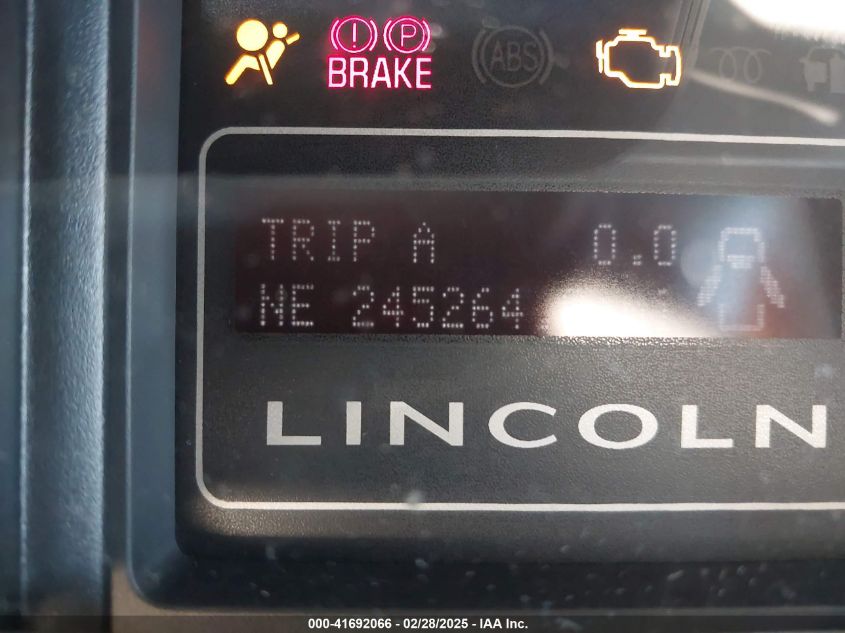 BRAKE
ABS
TRIP A 0.0
NE 245264
LINCOLN
000-41692066 - 02/28/2025 - IAA Inc.